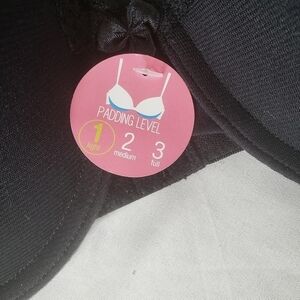 PADDING LEVEL
1 2 3
light medium full